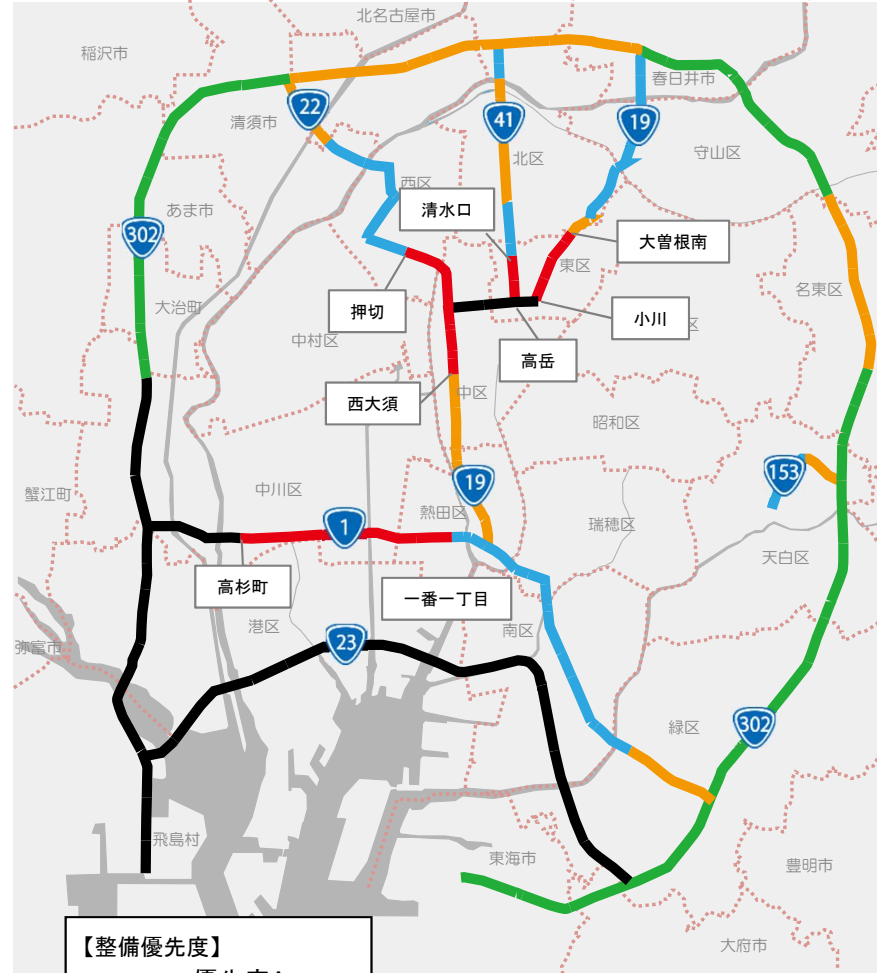 北名古屋市
稲沢市
春日井市
22
清須市
41
19
守山区
北区
西区
あま市
清水口
302
大曽根南
東区
名東区
大治町
押切
小川
区
中村区
高岳
西大須
中区
昭和区
153
蟹江町
中川区
19
熱田区
瑞穂区
1
天白区
高杉町
一番一丁目
港区
南区
23
弥富市
緑区
302
飛島村
東海市
豊明市
大府市
【整備優先度】